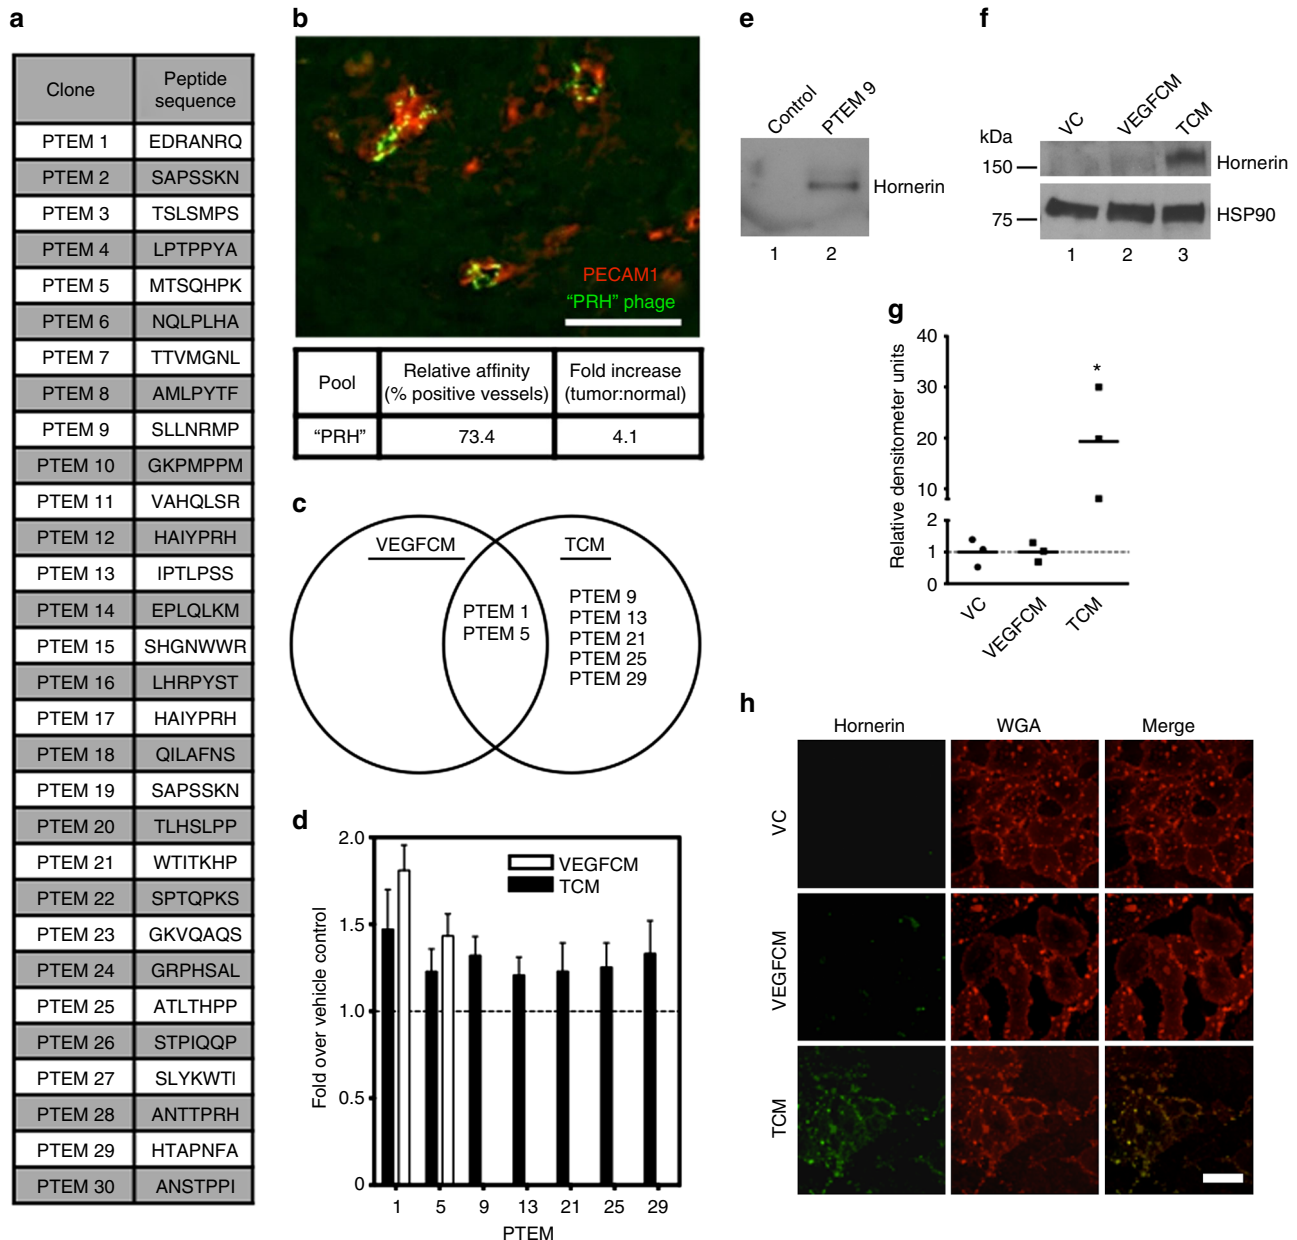 a
Clone Peptide sequence
PTEM 1 EDRANRQ
PTEM 2 SAPSSKN
PTEM 3 TSLSMPS
PTEM 4 LPTPPYA
PTEM 5 MTSQHPK
PTEM 6 NQLPLHA
PTEM 7 TTVMGNL
PTEM 8 AMLPYTF
PTEM 9 SLLNRMP
PTEM 10 GKPMPPM
PTEM 11 VAHQLSR
PTEM 12 HAIYPRH
PTEM 13 IPTLPSS
PTEM 14 EPLQLKM
PTEM 15 SHGNWWR
PTEM 16 LHRPYST
PTEM 17 HAIYPRH
PTEM 18 QILAFNS
PTEM 19 SAPSSKN
PTEM 20 TLHSLPP
PTEM 21 WTITKHP
PTEM 22 SPTQPKS
PTEM 23 GKVQAQS
PTEM 24 GRPHSAL
PTEM 25 ATLTHPP
PTEM 26 STPIQQP
PTEM 27 SLYKWTI
PTEM 28 ANTTPRH
PTEM 29 HTAPNFA
PTEM 30 ANSTPPI
b
PECAM1
“PRH” phage
Pool Relative affinity (% positive vessels) Fold increase (tumor:normal)
“PRH” 73.4 4.1
c
VEGFCM TCM
PTEM 1
PTEM 5
PTEM 9
PTEM 13
PTEM 21
PTEM 25
PTEM 29
d
Fold over vehicle control
2.0
1.5
1.0
0.5
0
VEGFCM
TCM
1 5 9 13 21 25 29
PTEM
e
Control PTEM 9
Hornerin
1 2
f
VC VEGFCM TCM
kDa
150 Hornerin
75 HSP90
1 2 3
g
Relative densitometer units
40
30
20
10
2
1
0
*
VC VEGFCM TCM
h
Hornerin WGA Merge
VC
VEGFCM
TCM